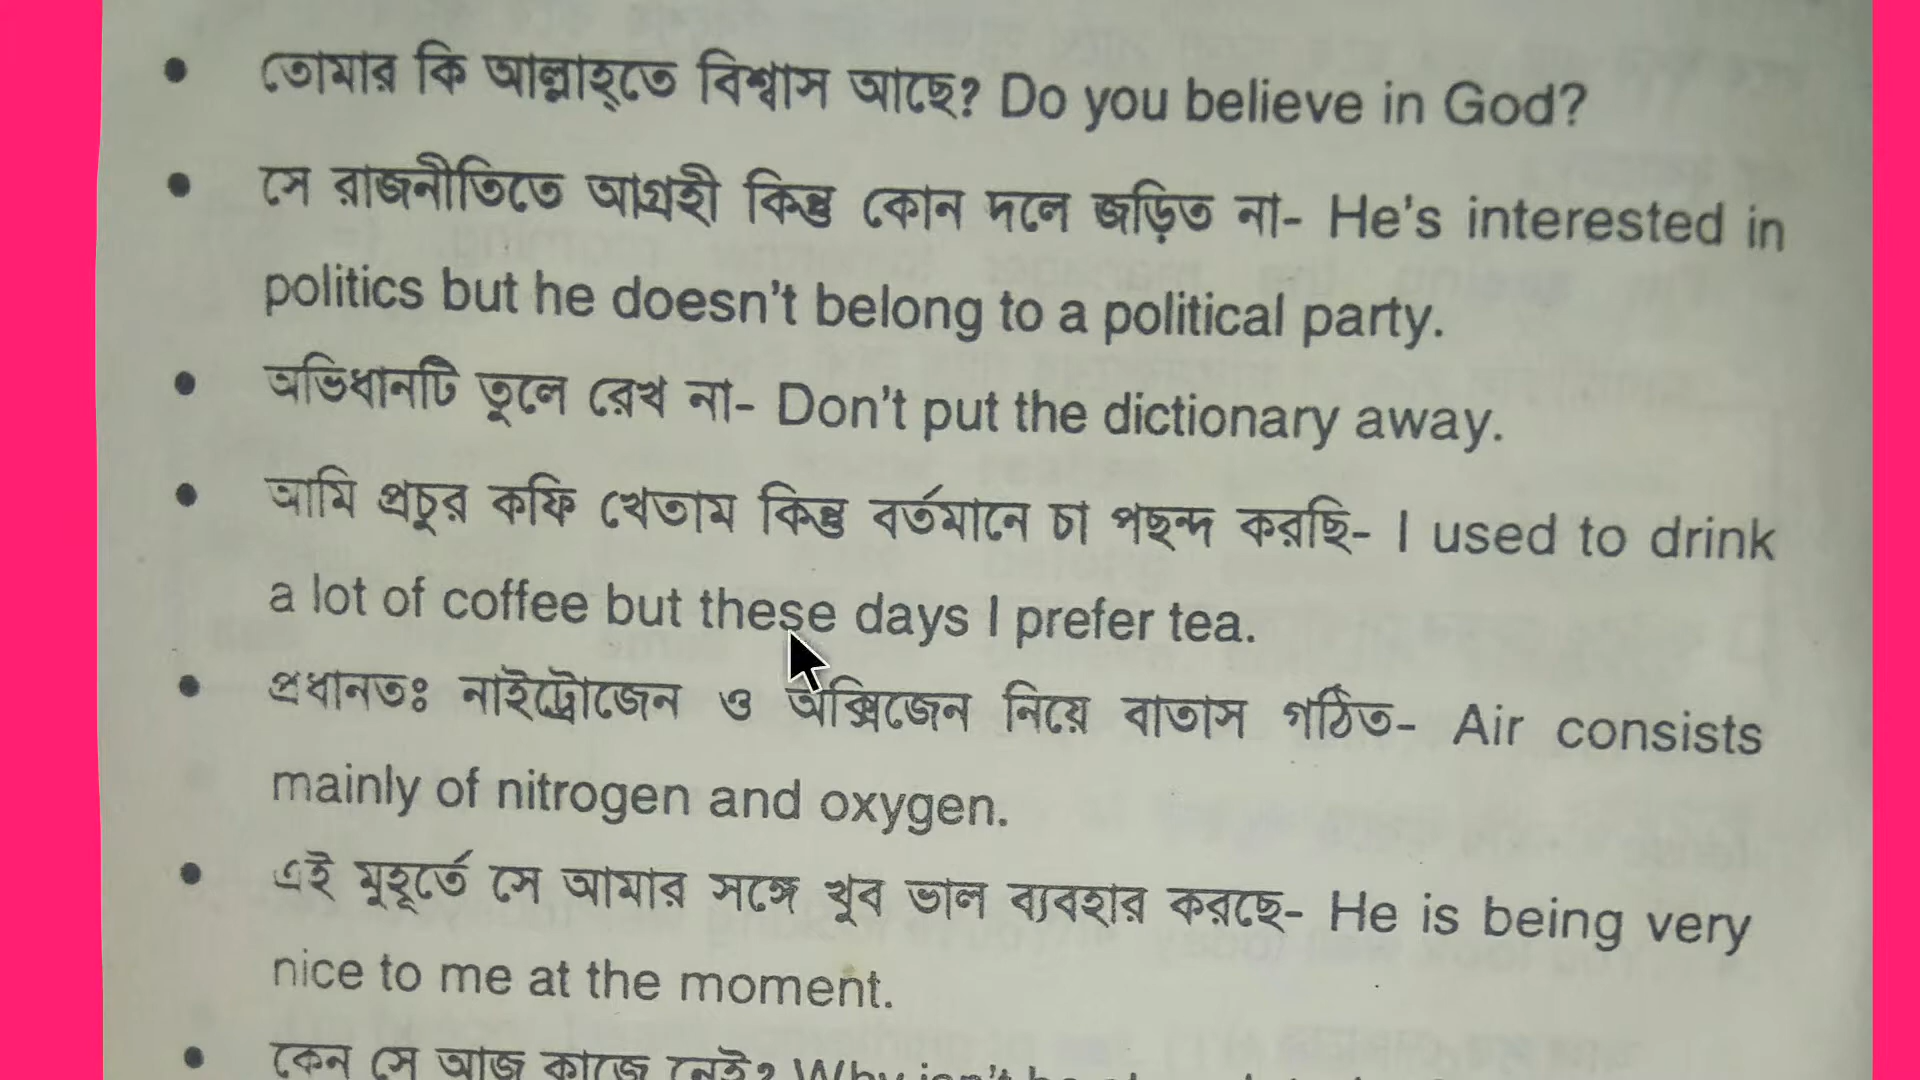 • তোমার কি আল্লাহ্‌তে বিশ্বাস আছে? Do you believe in God?
• সে রাজনীতিতে আগ্রহী কিন্তু কোন দলে জড়িত না- He's interested in
politics but he doesn't belong to a political party.
• অভিধানটি তুলে রেখ না- Don't put the dictionary away.
• আমি প্রচুর কফি খেতাম কিন্তু বর্তমানে চা পছন্দ করছি- I used to drink
a lot of coffee but these days I prefer tea.
• প্রধানতঃ নাইট্রোজেন ও অক্সিজেন নিয়ে বাতাস গঠিত- Air consists
mainly of nitrogen and oxygen.
• এই মুহূর্তে সে আমার সঙ্গে খুব ভাল ব্যবহার করছে- He is being very
nice to me at the moment.
• কেন সে আজ কাজে নেই? Why isn't he